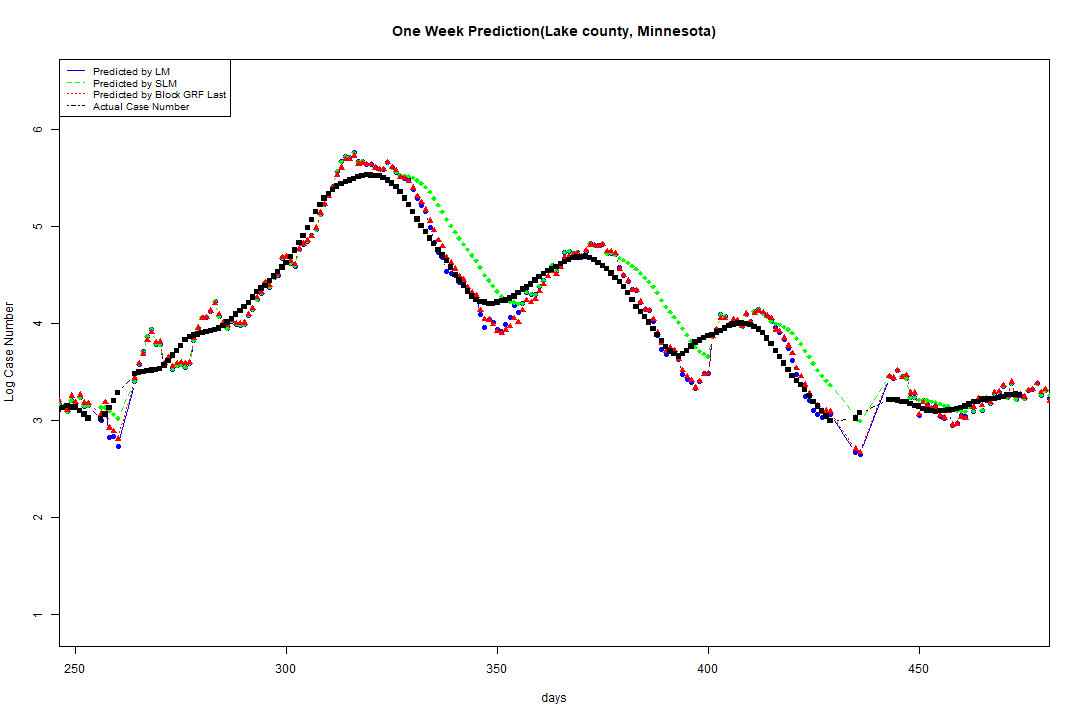 One Week Prediction(Lake county, Minnesota)
Predicted by LM
Predicted by SLM
Predicted by Block GRF Last
Actual Case Number
Log Case Number
6
5
4
3
2
1
250 300 350 400 450
days